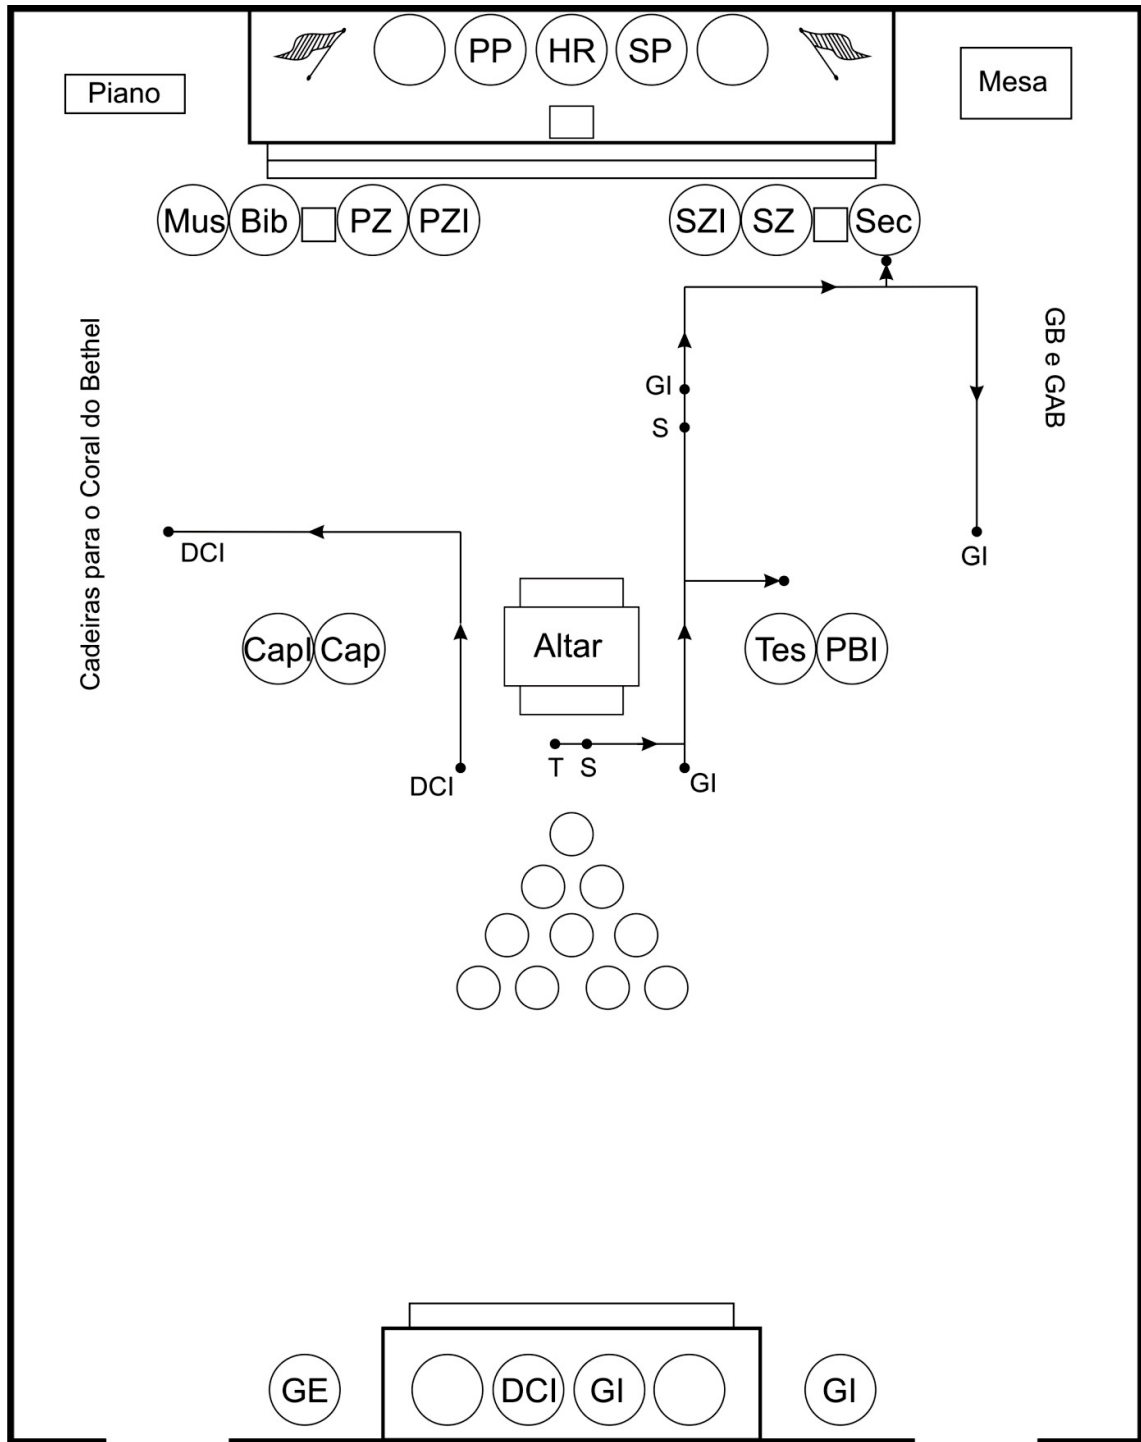 PP HR SP
Piano
Mesa
Mus Bib PZ PZI SZI SZ Sec
Cadeiras para o Coral do Bethel
GB e GAB
GI
S
DCI
GI
CapI Cap
Altar
Tes PBI
T S
DCI
GI
GE DCI GI GI